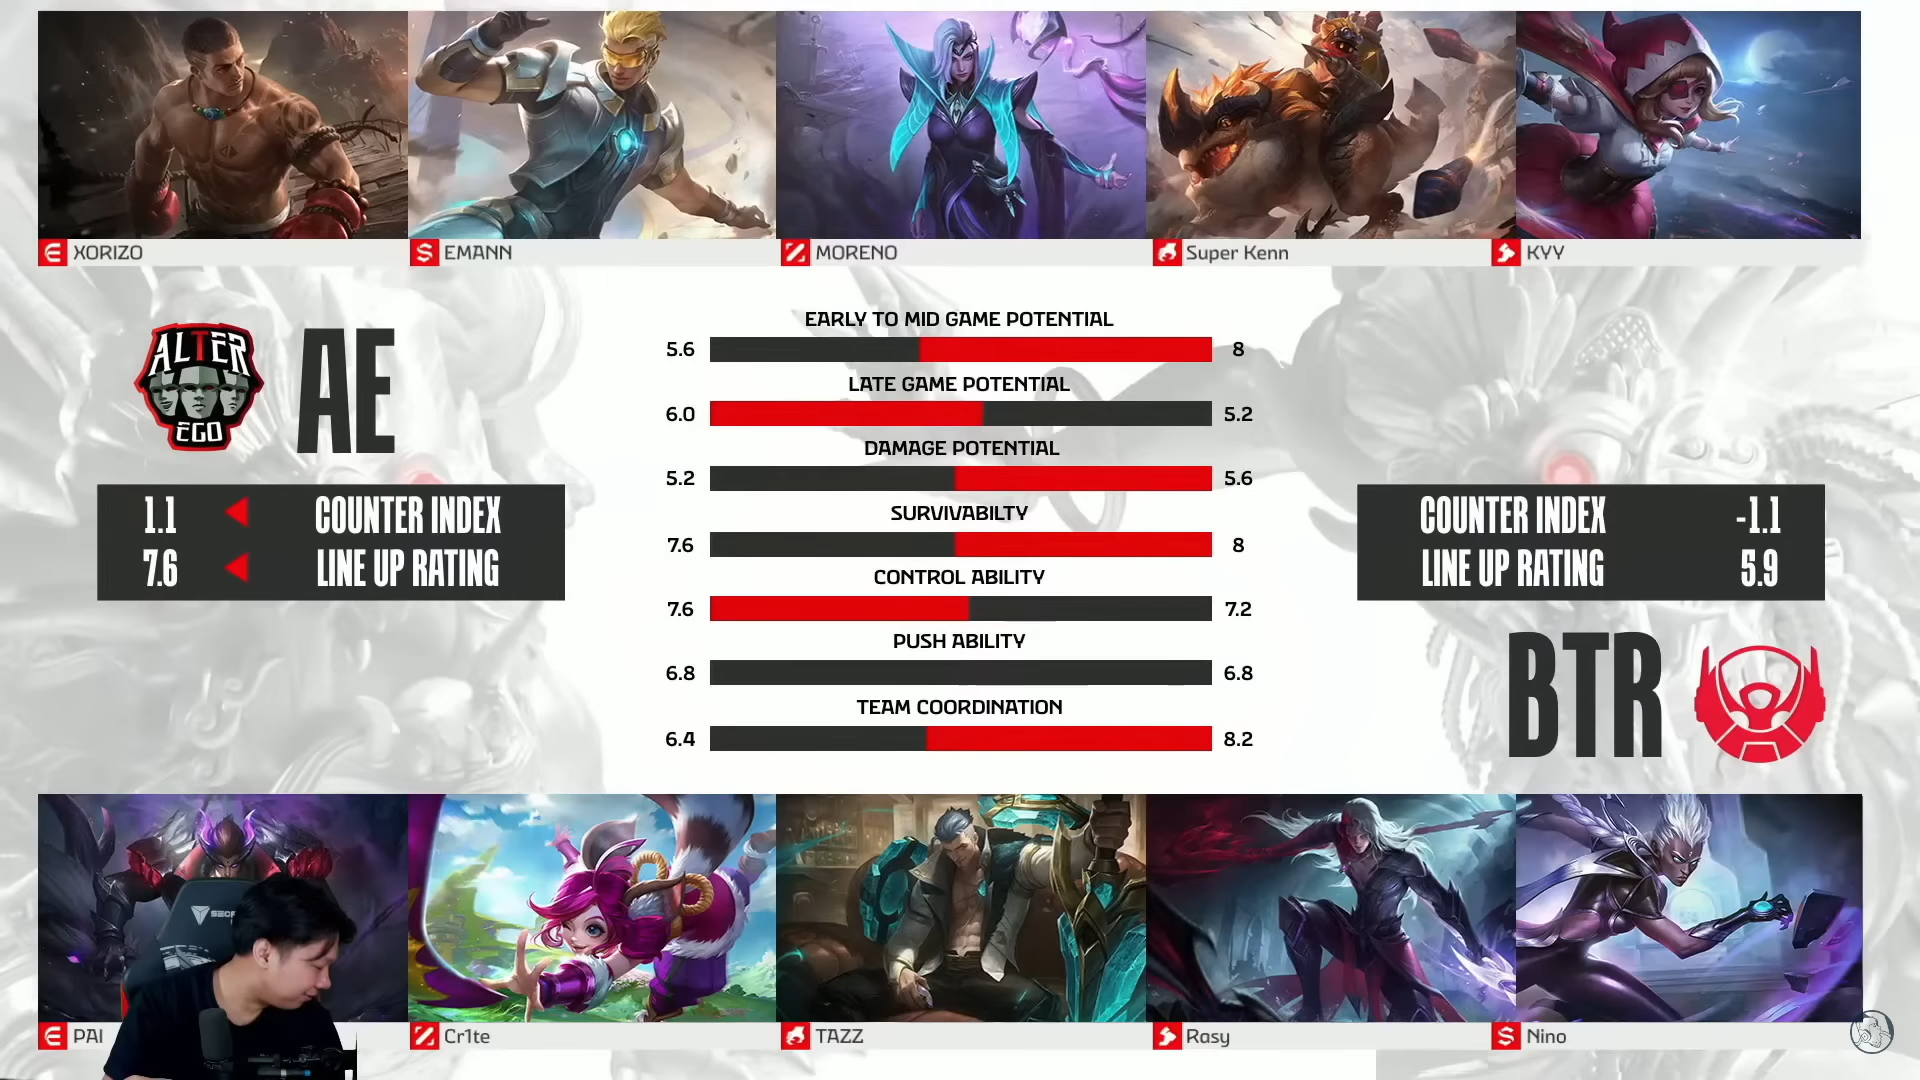 XORIZO
EMANN
MORENO
Super Kenn
KYY
ALTER
EGO
AE
1.1 COUNTER INDEX
7.6 LINE UP RATING
EARLY TO MID GAME POTENTIAL
5.6 8
LATE GAME POTENTIAL
6.0 5.2
DAMAGE POTENTIAL
5.2 5.6
SURVIVABILTY
7.6 8
CONTROL ABILITY
7.6 7.2
PUSH ABILITY
6.8 6.8
TEAM COORDINATION
6.4 8.2
COUNTER INDEX -1.1
LINE UP RATING 5.9
BTR
PAI
Cr1te
TAZZ
Rasy
Nino